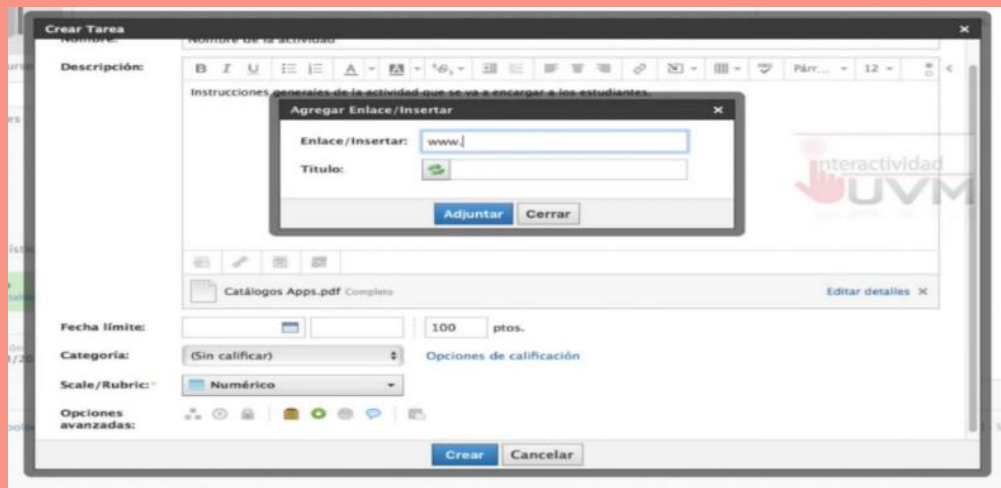 Crear Tarea
Nombre: Nombre de la actividad
Descripción: B I U A Párr... 12
Instrucciones generales de la actividad que se va a encargar a los estudiantes.
Agregar Enlace/Insertar
Enlace/Insertar: www.
Título:
Adjuntar Cerrar
interactividad
UVM
Catálogos Apps.pdf Completo Editar detalles
Fecha límite: 100 ptos.
Categoría: (Sin calificar) Opciones de calificación
Scale/Rubric:* Numérico
Opciones
avanzadas:
Crear Cancelar